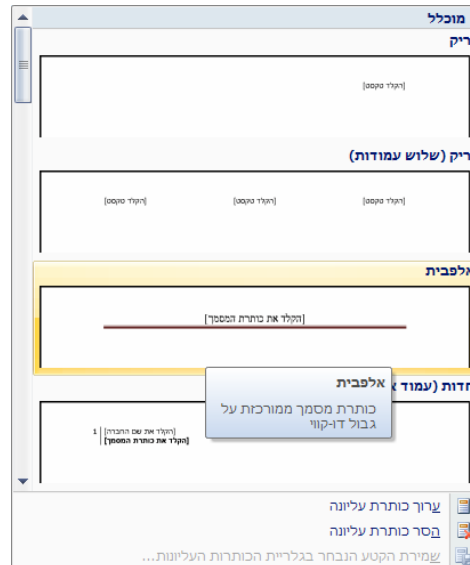 מוכלל
ריק
[הקלד טקסט]
ריק (שלוש עמודות)
[הקלד טקסט] [הקלד טקסט] [הקלד טקסט]
אלפבית
[הקלד את כותרת המסמך]
חדות (עמוד א
אלפבית
כותרת מסמך ממורכזת על
גבול דו-קווי
[הקלד את שם החברה] 1
[הקלד את כותרת המסמך]
ערוך כותרת עליונה
הסר כותרת עליונה
שמירת הקטע הנבחר בגלריית הכותרות העליונות...